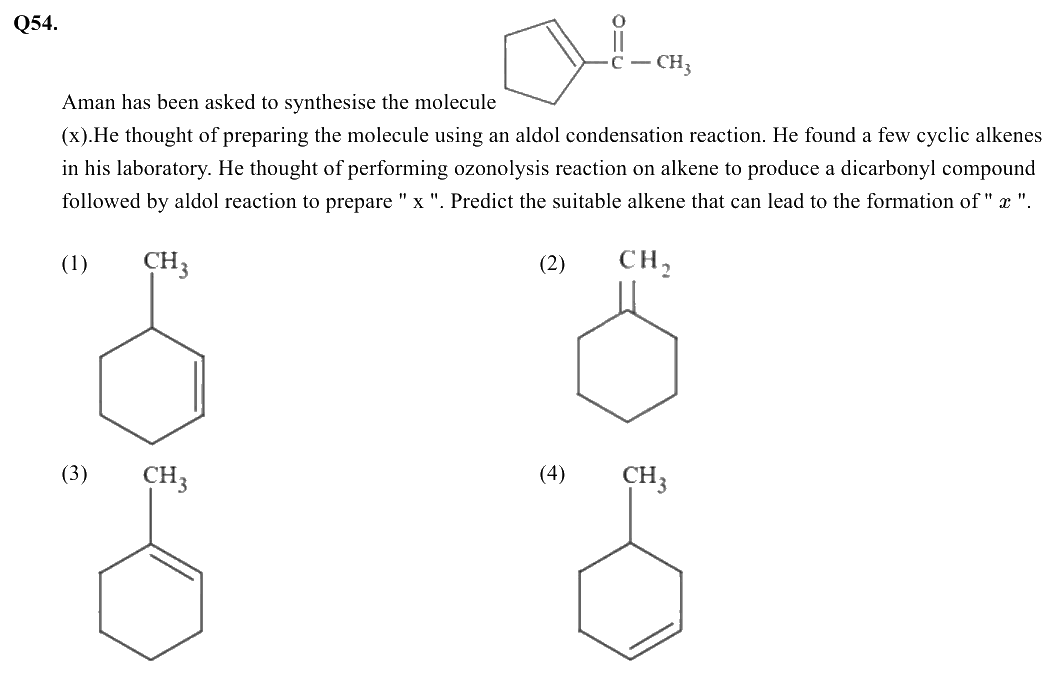 Q54.
O
C — CH3
Aman has been asked to synthesise the molecule
(x).He thought of preparing the molecule using an aldol condensation reaction. He found a few cyclic alkenes
in his laboratory. He thought of performing ozonolysis reaction on alkene to produce a dicarbonyl compound
followed by aldol reaction to prepare " x ". Predict the suitable alkene that can lead to the formation of " x ".
(1) CH3
(2) CH2
(3) CH3
(4) CH3